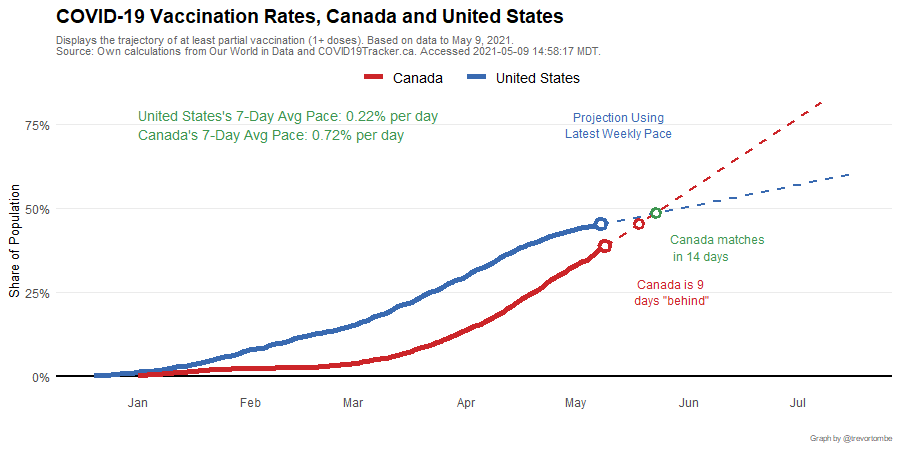 COVID-19 Vaccination Rates, Canada and United States
Displays the trajectory of at least partial vaccination (1+ doses). Based on data to May 9, 2021.
Source: Own calculations from Our World in Data and COVID19Tracker.ca. Accessed 2021-05-09 14:58:17 MDT.
Canada United States
United States's 7-Day Avg Pace: 0.22% per day
Canada's 7-Day Avg Pace: 0.72% per day
Projection Using
Latest Weekly Pace
75%
50%
25%
0%
Share of Population
Canada matches
in 14 days
Canada is 9
days "behind"
Jan Feb Mar Apr May Jun Jul
Graph by @trevortombe